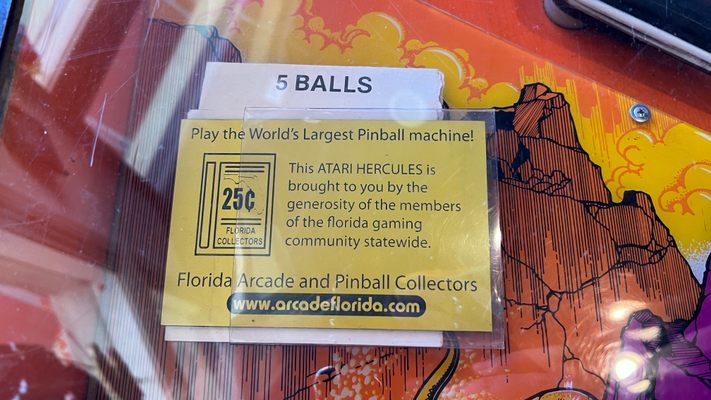 5 BALLS
Play the World's Largest Pinball machine!
25¢
FLORIDA
COLLECTORS
This ATARI HERCULES is
brought to you by the
generosity of the members
of the florida gaming
community statewide.
Florida Arcade and Pinball Collectors
www.arcadeflorida.com